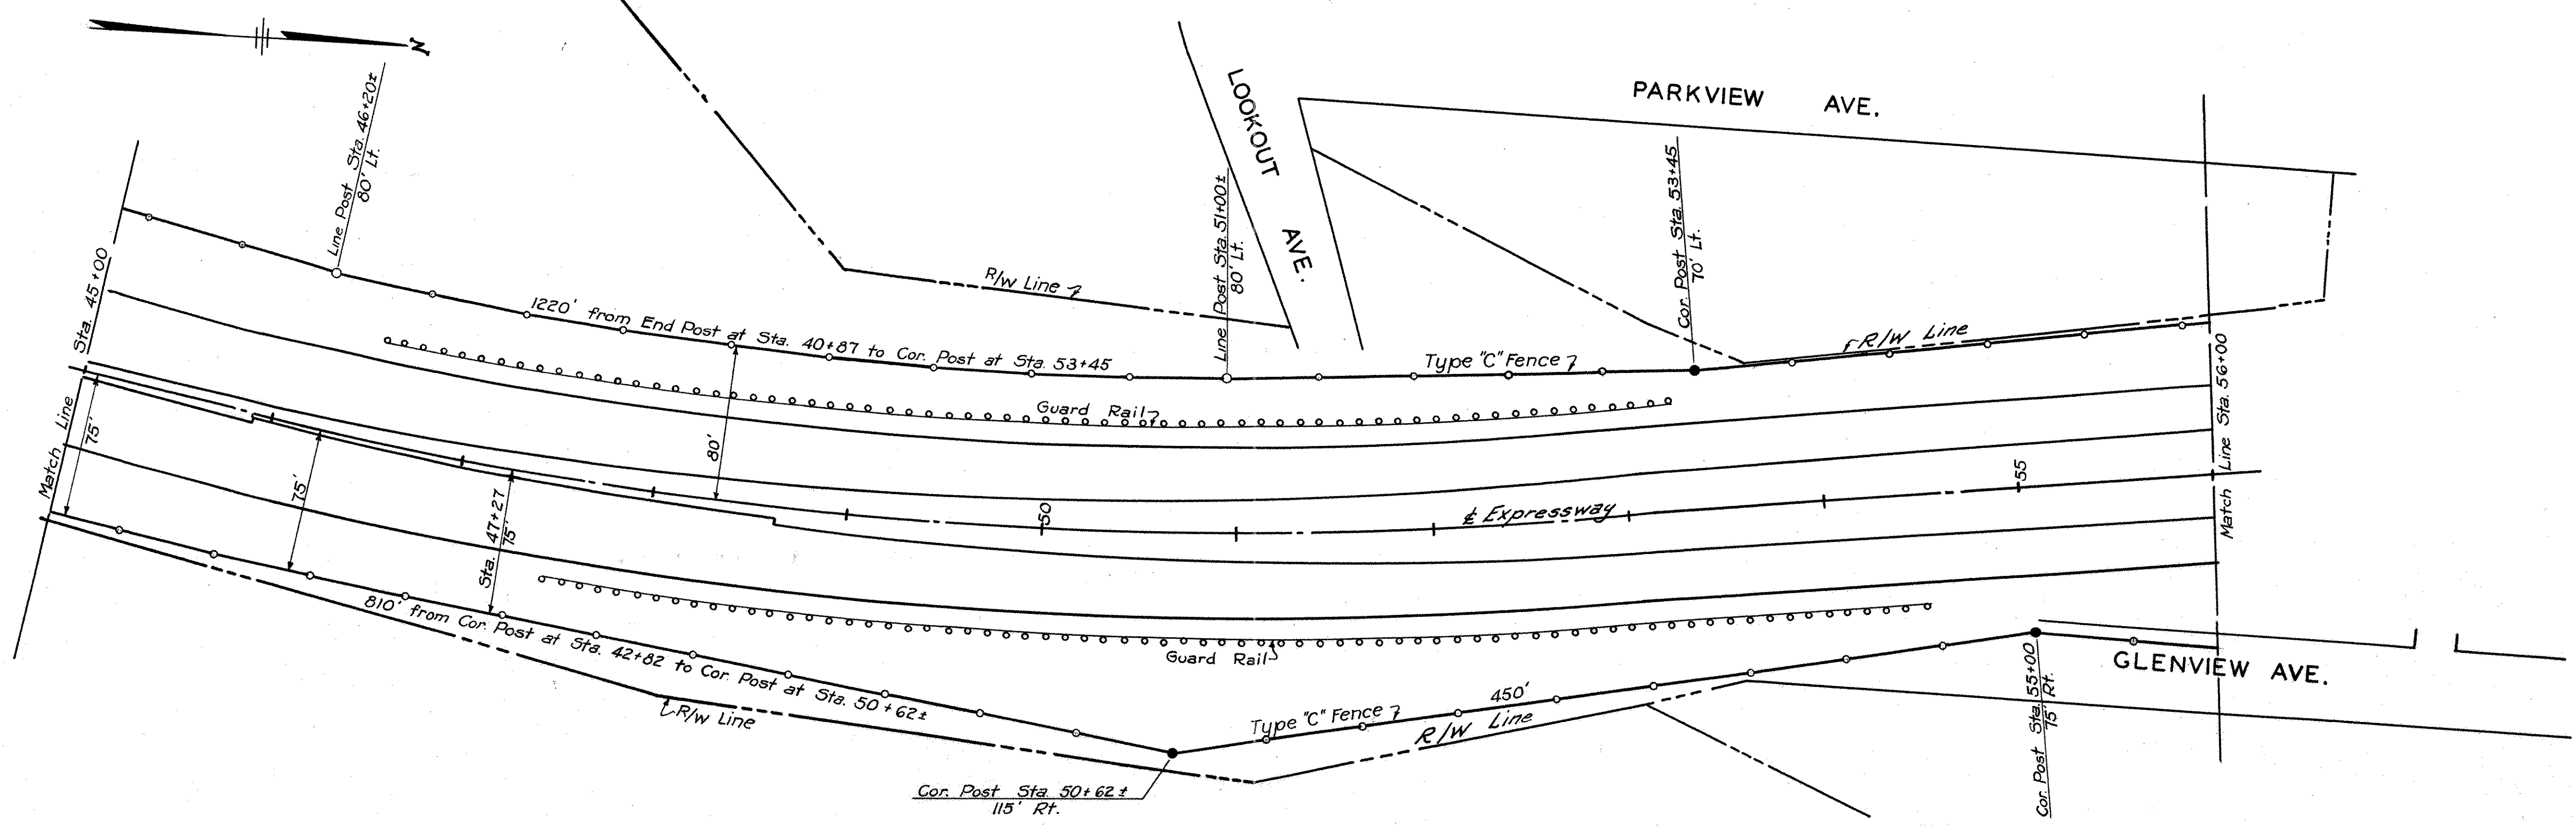 N
Line Post Sta. 46+20±
80' Lt.
LOOKOUT AVE.
PARKVIEW AVE.
Line Post Sta. 51+00±
80' Lt.
Cor. Post Sta. 53+45
70' Lt.
Match Line Sta. 45+00
R/W Line
1220' from End Post at Sta. 40+87 to Cor. Post at Sta. 53+45
Type "C" Fence
R/W Line
Guard Rail
Match Line Sta. 56+00
75'
75'
80'
Sta. 47+27
75'
50
℄ Expressway
55
810' from Cor. Post at Sta. 42+82 to Cor. Post at Sta. 50+62±
Guard Rail
R/W Line
Type "C" Fence
450'
R/W Line
GLENVIEW AVE.
Cor. Post Sta. 55+00
75' Rt.
Cor. Post Sta. 50+62±
115' Rt.